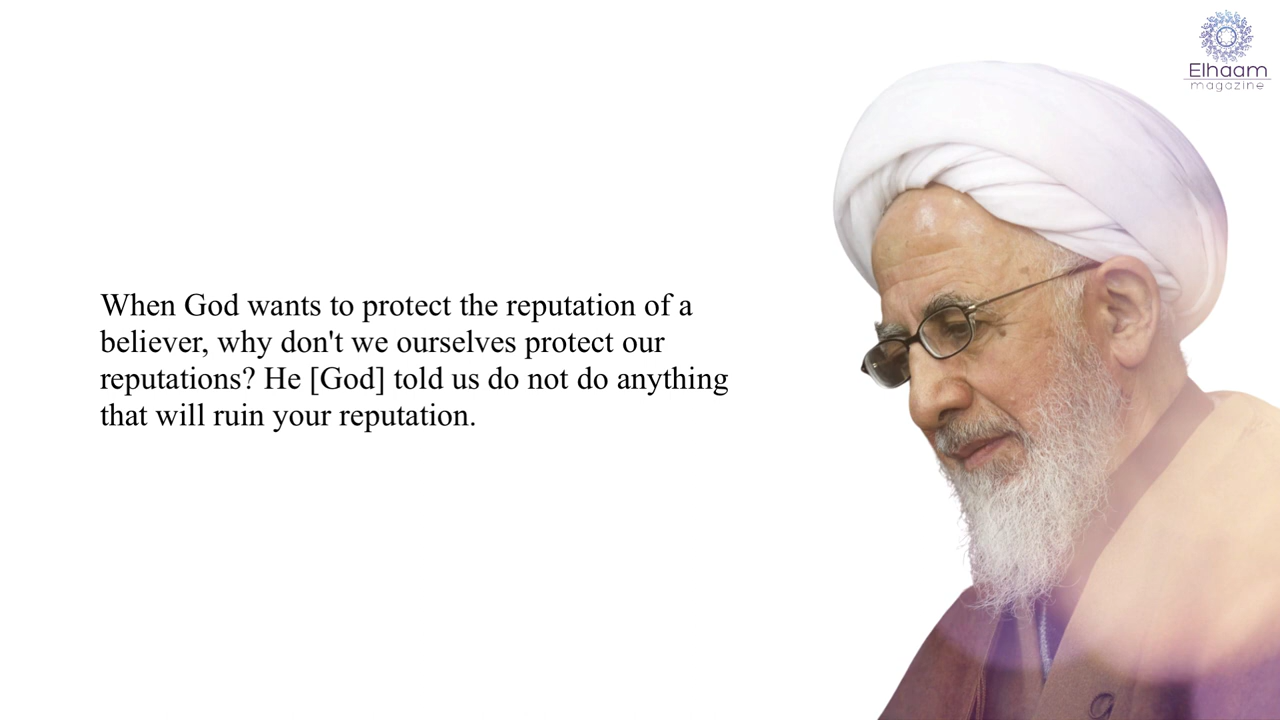 Elhaam
magazine
When God wants to protect the reputation of a
believer, why don't we ourselves protect our
reputations? He [God] told us do not do anything
that will ruin your reputation.